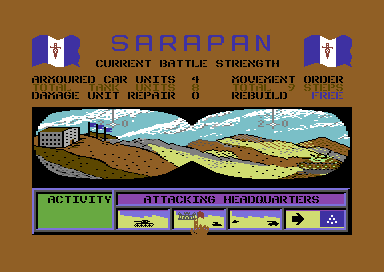 SARAPAN
CURRENT BATTLE STRENGTH
ARMOURED CAR UNITS 4 MOVEMENT ORDER
TOTAL TANK UNITS 8 TOTAL 9 STEPS
DAMAGE UNIT REPAIR 0 REBUILD FREE
ACTIVITY ATTACKING HEADQUARTERS